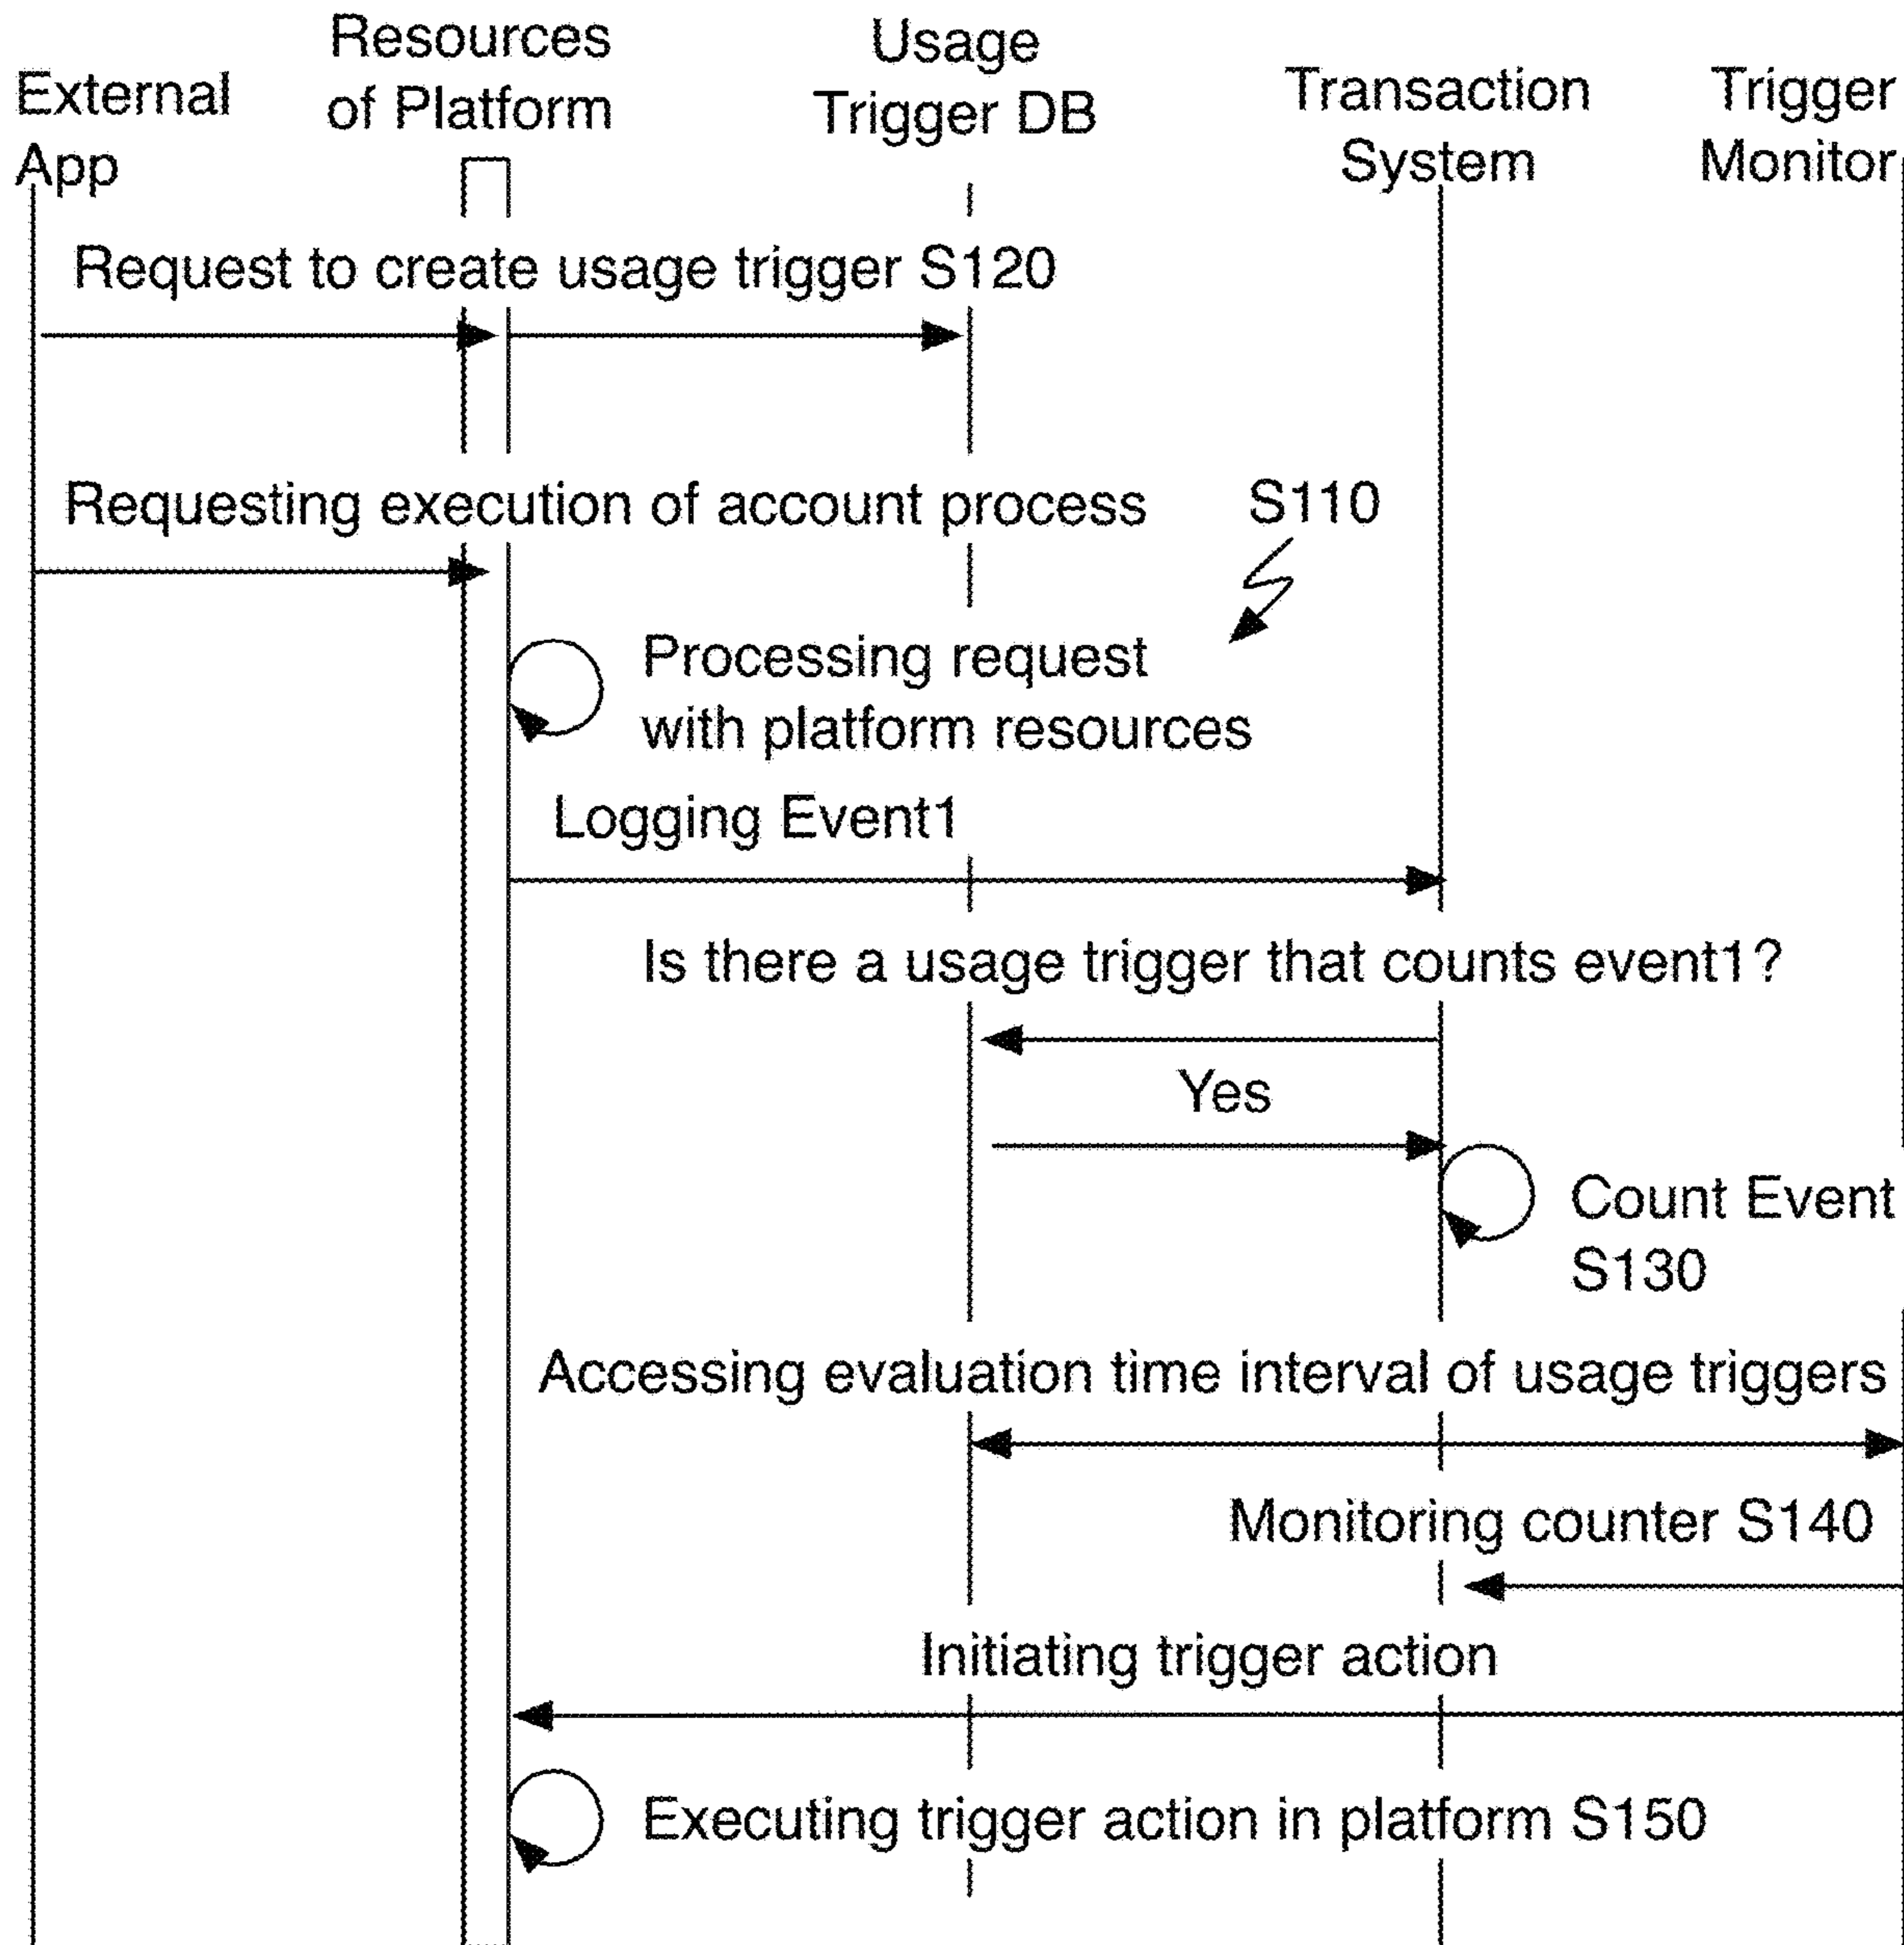 External
App
Resources
of Platform
Usage
Trigger DB
Transaction
System
Trigger
Monitor
Request to create usage trigger S120
Requesting execution of account process
S110
Processing request
with platform resources
Logging Event1
Is there a usage trigger that counts event1?
Yes
Count Event
S130
Accessing evaluation time interval of usage triggers
Monitoring counter S140
Initiating trigger action
Executing trigger action in platform S150